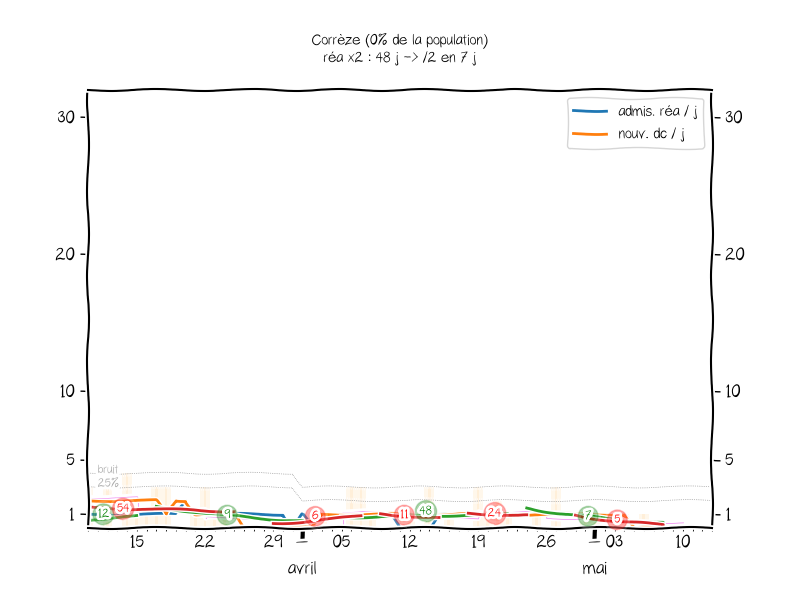 Corrèze (0% de la population)
réa x2 : 48 j -> /2 en 7 j
admis. réa / j
nouv. dc / j
30 30
20 20
10 10
5 5
1 1
bruit
25%
12 54 9 6 11 48 24 7 5
15 22 29 05 12 19 26 03 10
avril mai